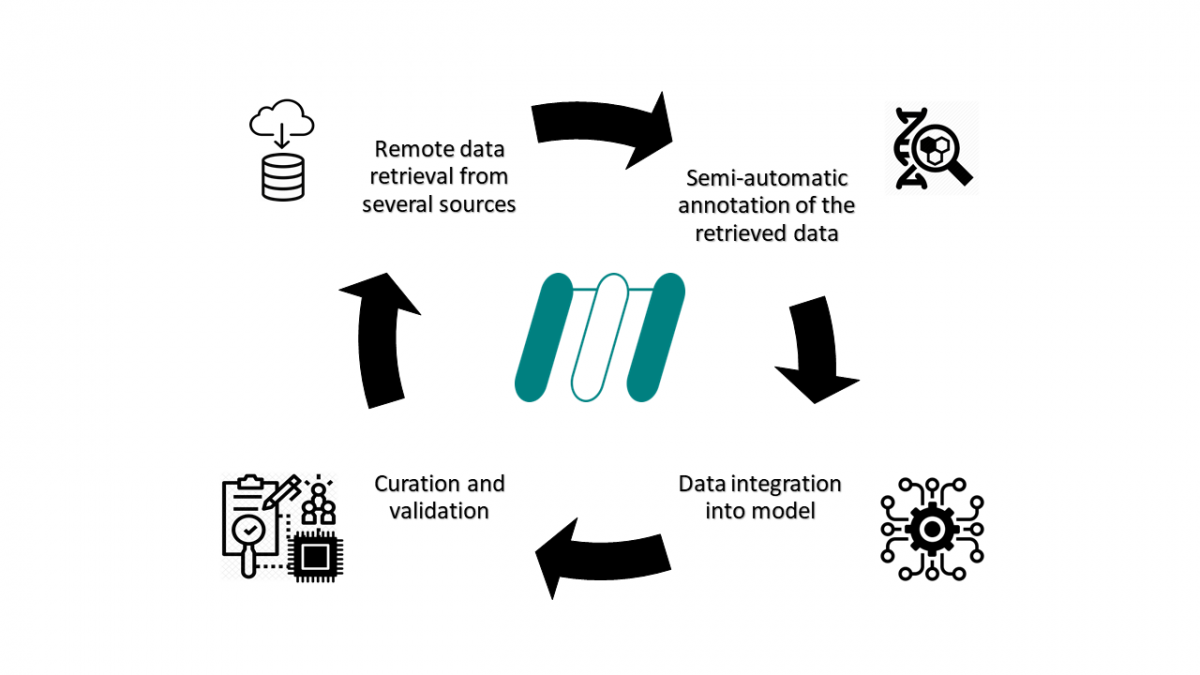 Remote data
retrieval from
several sources
Semi-automatic
annotation of the
retrieved data
Data integration
into model
Curation and
validation